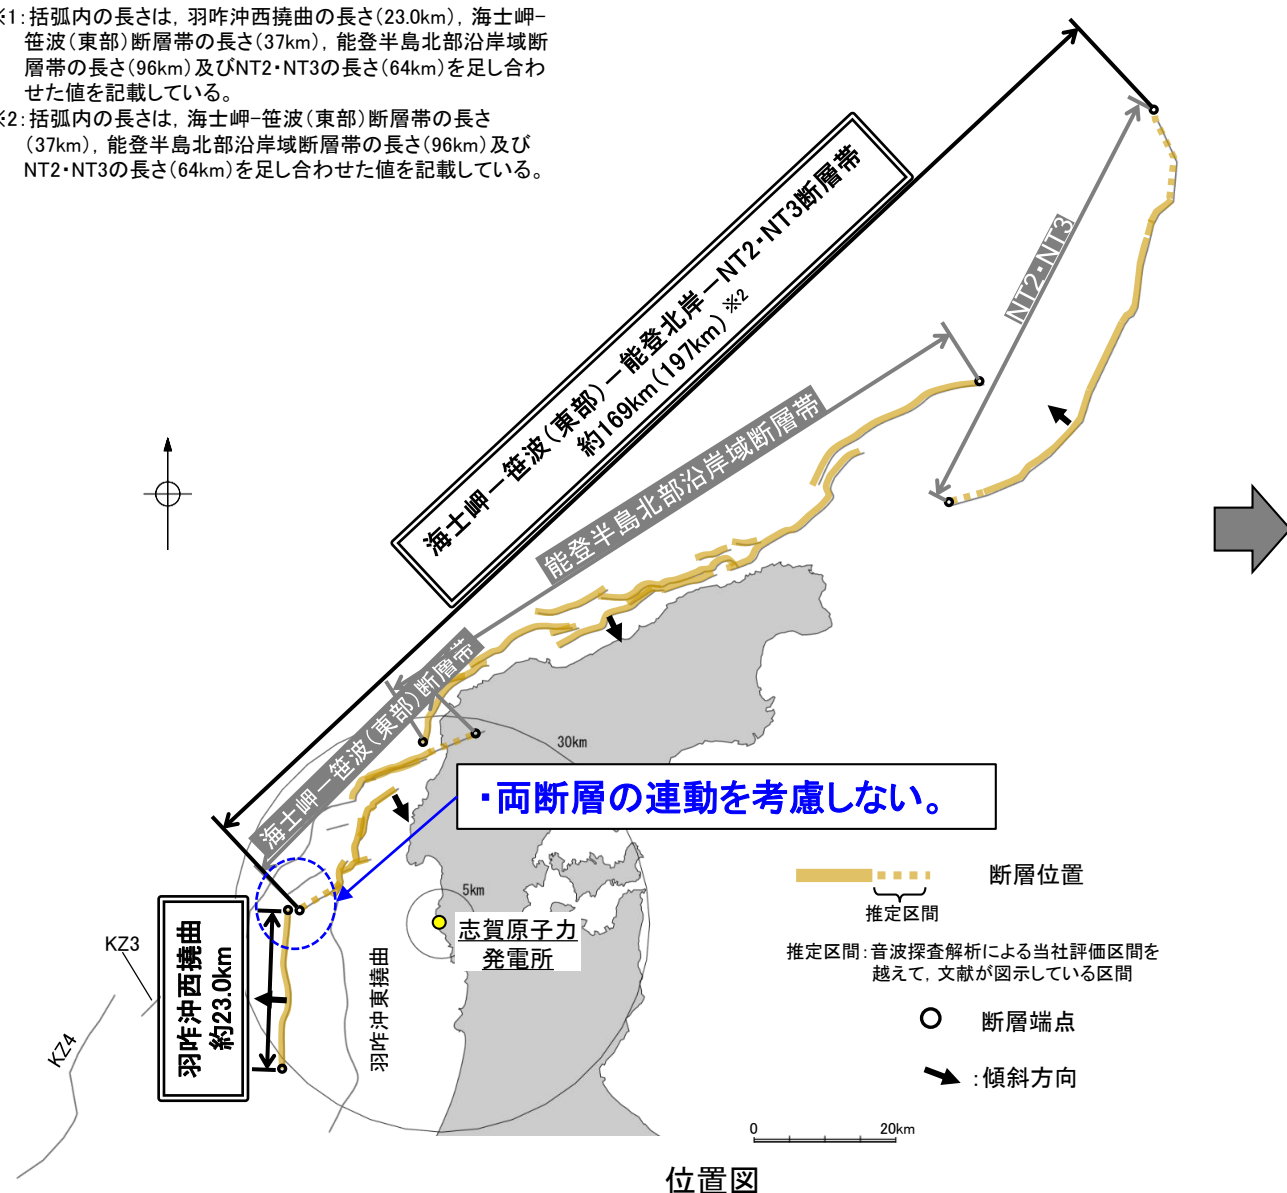 ※1：括弧内の長さは，羽咋沖西撓曲の長さ(23.0km)，海士岬−
笹波(東部)断層帯の長さ(37km)，能登半島北部沿岸域断
層帯の長さ(96km)及びNT2・NT3の長さ(64km)を足し合わ
せた値を記載している。
※2：括弧内の長さは，海士岬−笹波(東部)断層帯の長さ
(37km)，能登半島北部沿岸域断層帯の長さ(96km)及び
NT2・NT3の長さ(64km)を足し合わせた値を記載している。
海士岬－笹波(東部)－能登北岸－NT2・NT3断層帯
約169km(197km)※2
NT2・NT3
能登半島北部沿岸域断層帯
海士岬－笹波(東部)断層帯
30km
・両断層の連動を考慮しない。
5km
志賀原子力
発電所
羽咋沖西撓曲
約23.0km
羽咋沖東撓曲
KZ3
KZ4
断層位置
推定区間
推定区間：音波探査解析による当社評価区間を
越えて，文献が図示している区間
断層端点
：傾斜方向
0 20km
位置図